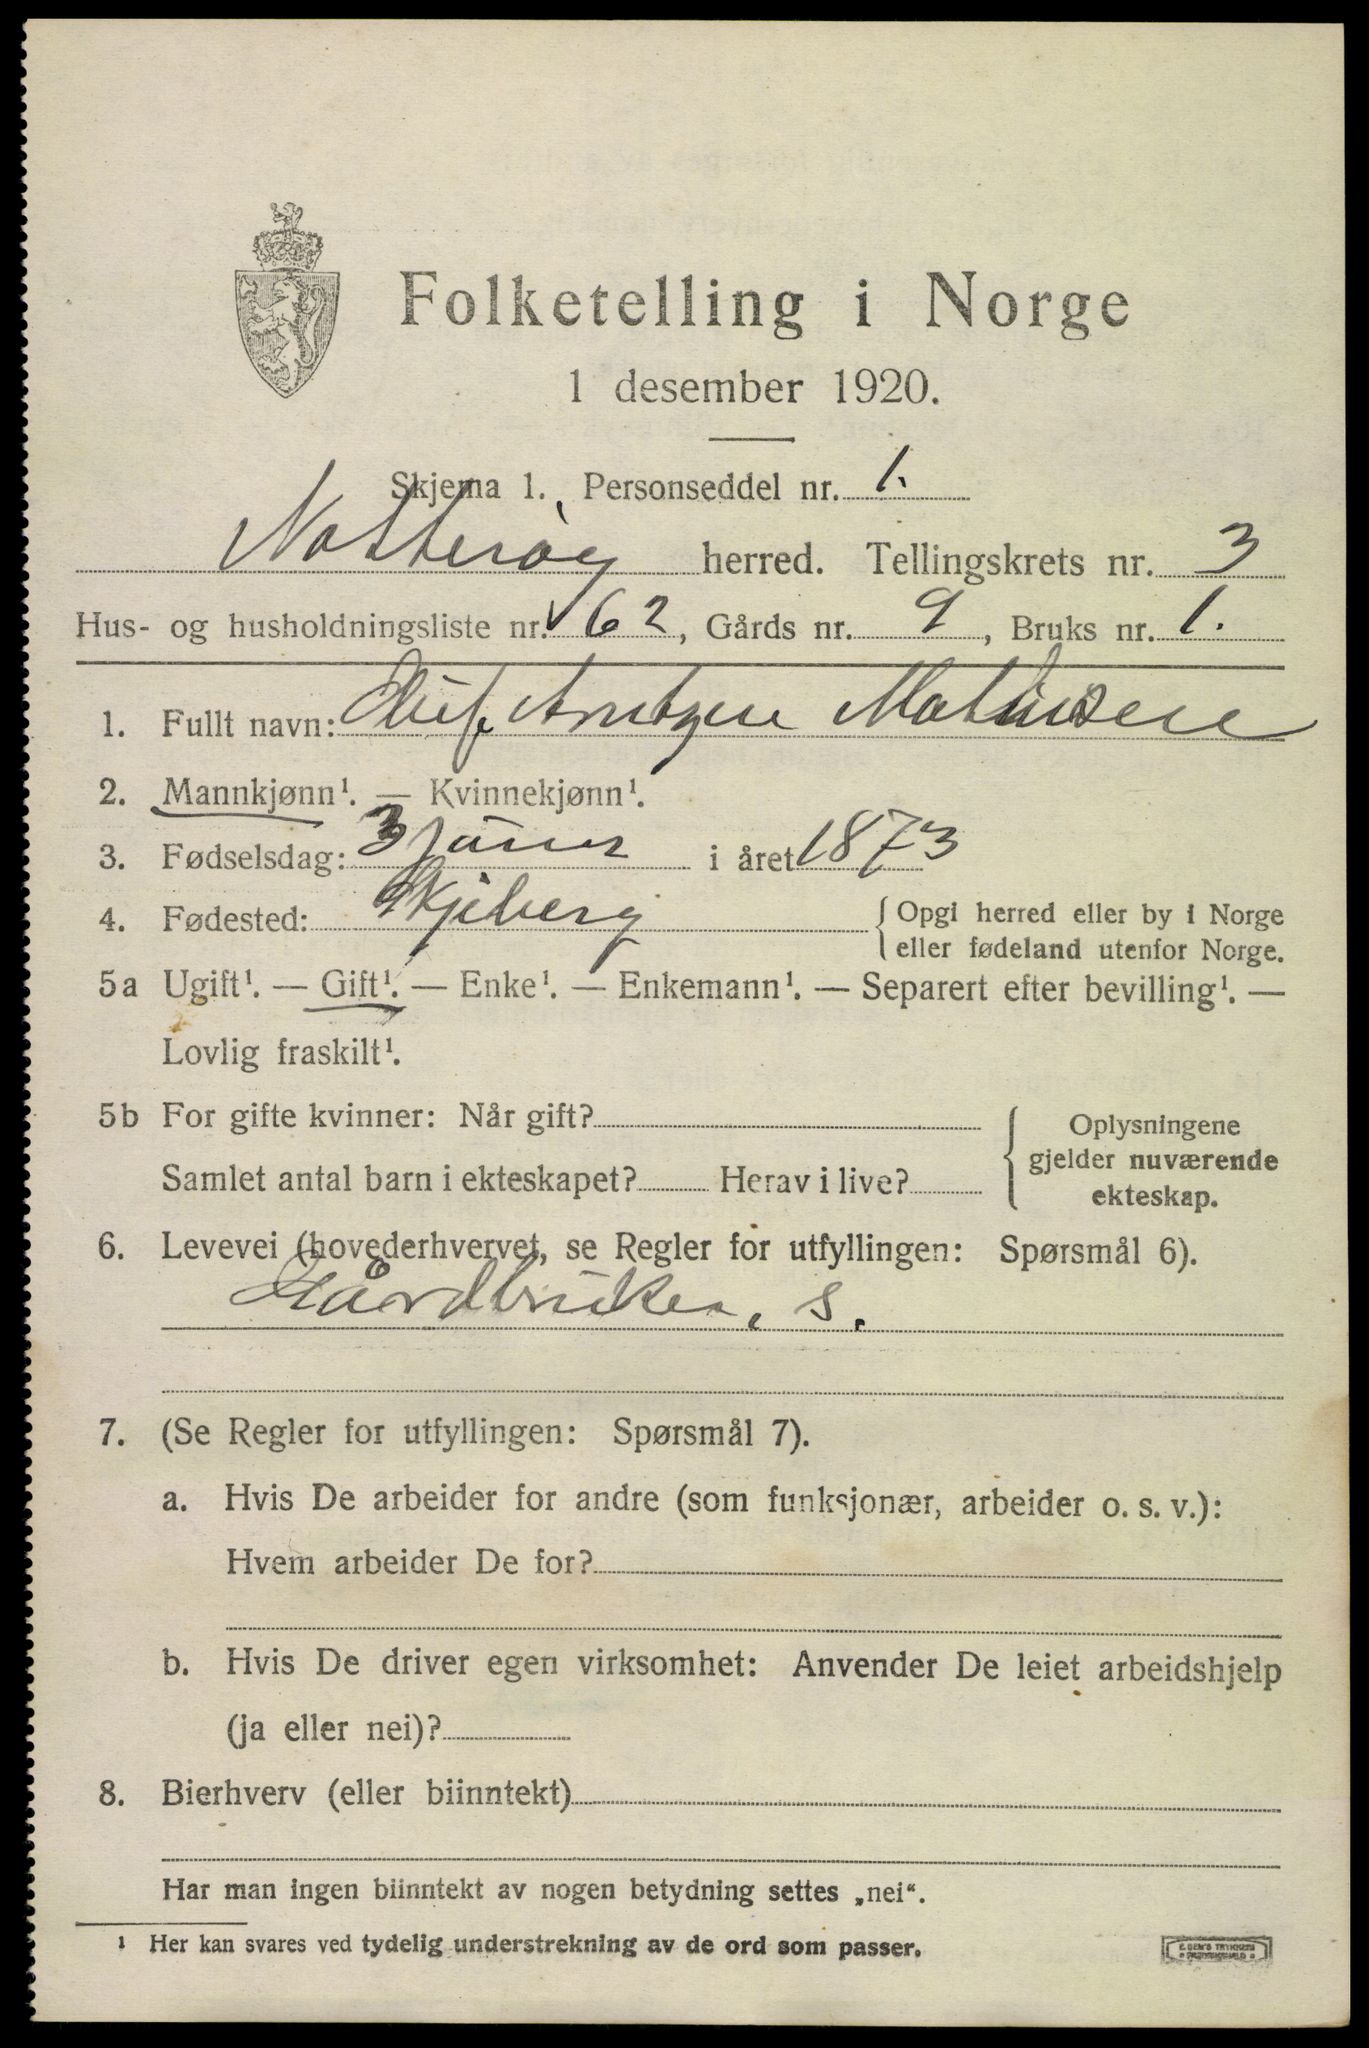 Folketelling i Norge
1 desember 1920.
Skjema 1. Personseddel nr. 1.
Nøtterøy herred. Tellingskrets nr. 3
Hus- og husholdningsliste nr. 62, Gårds nr. 9, Bruks nr. 1.
1. Fullt navn: Oluf Arntzen Mathisen
2. Mannkjønn¹. — Kvinnekjønn¹.
3. Fødselsdag: 3 i året 1873
4. Fødested: Skjeberg {Opgi herred eller by i Norge
eller fødeland utenfor Norge.
5a Ugift¹. — Gift¹. — Enke¹. — Enkemann¹. — Separert efter bevilling¹. —
Lovlig fraskilt¹.
5b For gifte kvinner: Når gift?
Samlet antal barn i ekteskapet? Herav i live?
Oplysningene
gjelder nuværende
ekteskap.
6. Levevei (hovederhvervet, se Regler for utfyllingen: Spørsmål 6).
Gårdbruker, s.
7. (Se Regler for utfyllingen: Spørsmål 7).
a. Hvis De arbeider for andre (som funksjonær, arbeider o. s. v.):
Hvem arbeider De for?
b. Hvis De driver egen virksomhet: Anvender De leiet arbeidshjelp
(ja eller nei)?
8. Bierhverv (eller biinntekt)
Har man ingen biinntekt av nogen betydning settes „nei“.
¹ Her kan svares ved tydelig understrekning av de ord som passer.